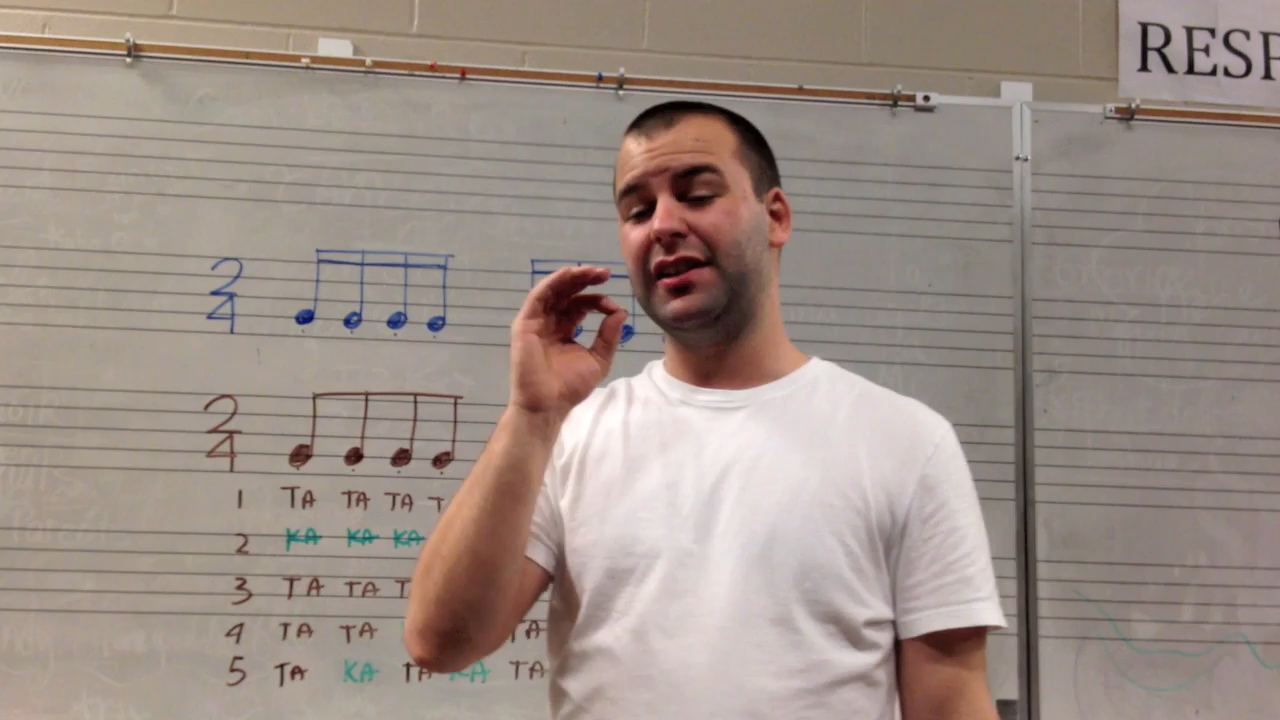 RESP
2
4
2
4
1 TA TA TA T
2 KA KA KA
3 TA TA T
4 TA TA TA
5 TA KA TA KA TA